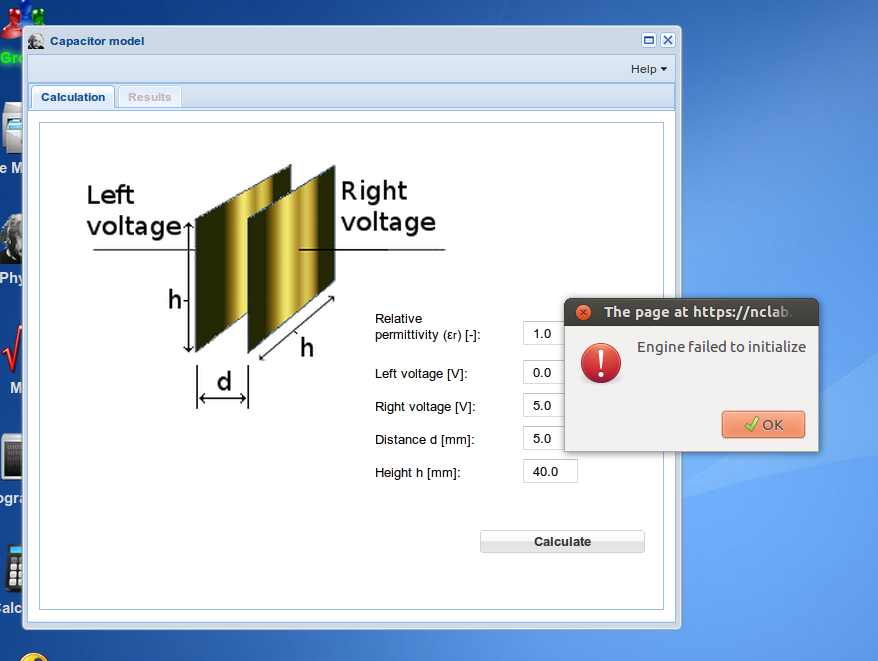 Capacitor model
Help
Calculation
Results
Left
voltage
Right
voltage
h
h
d
Relative
permittivity (εr) [-]:
1.0
Left voltage [V]:
0.0
Right voltage [V]:
5.0
Distance d [mm]:
5.0
Height h [mm]:
40.0
Calculate
The page at https://nclab.
Engine failed to initialize
OK
Gro
e M
Phy
M
ogra
Calc